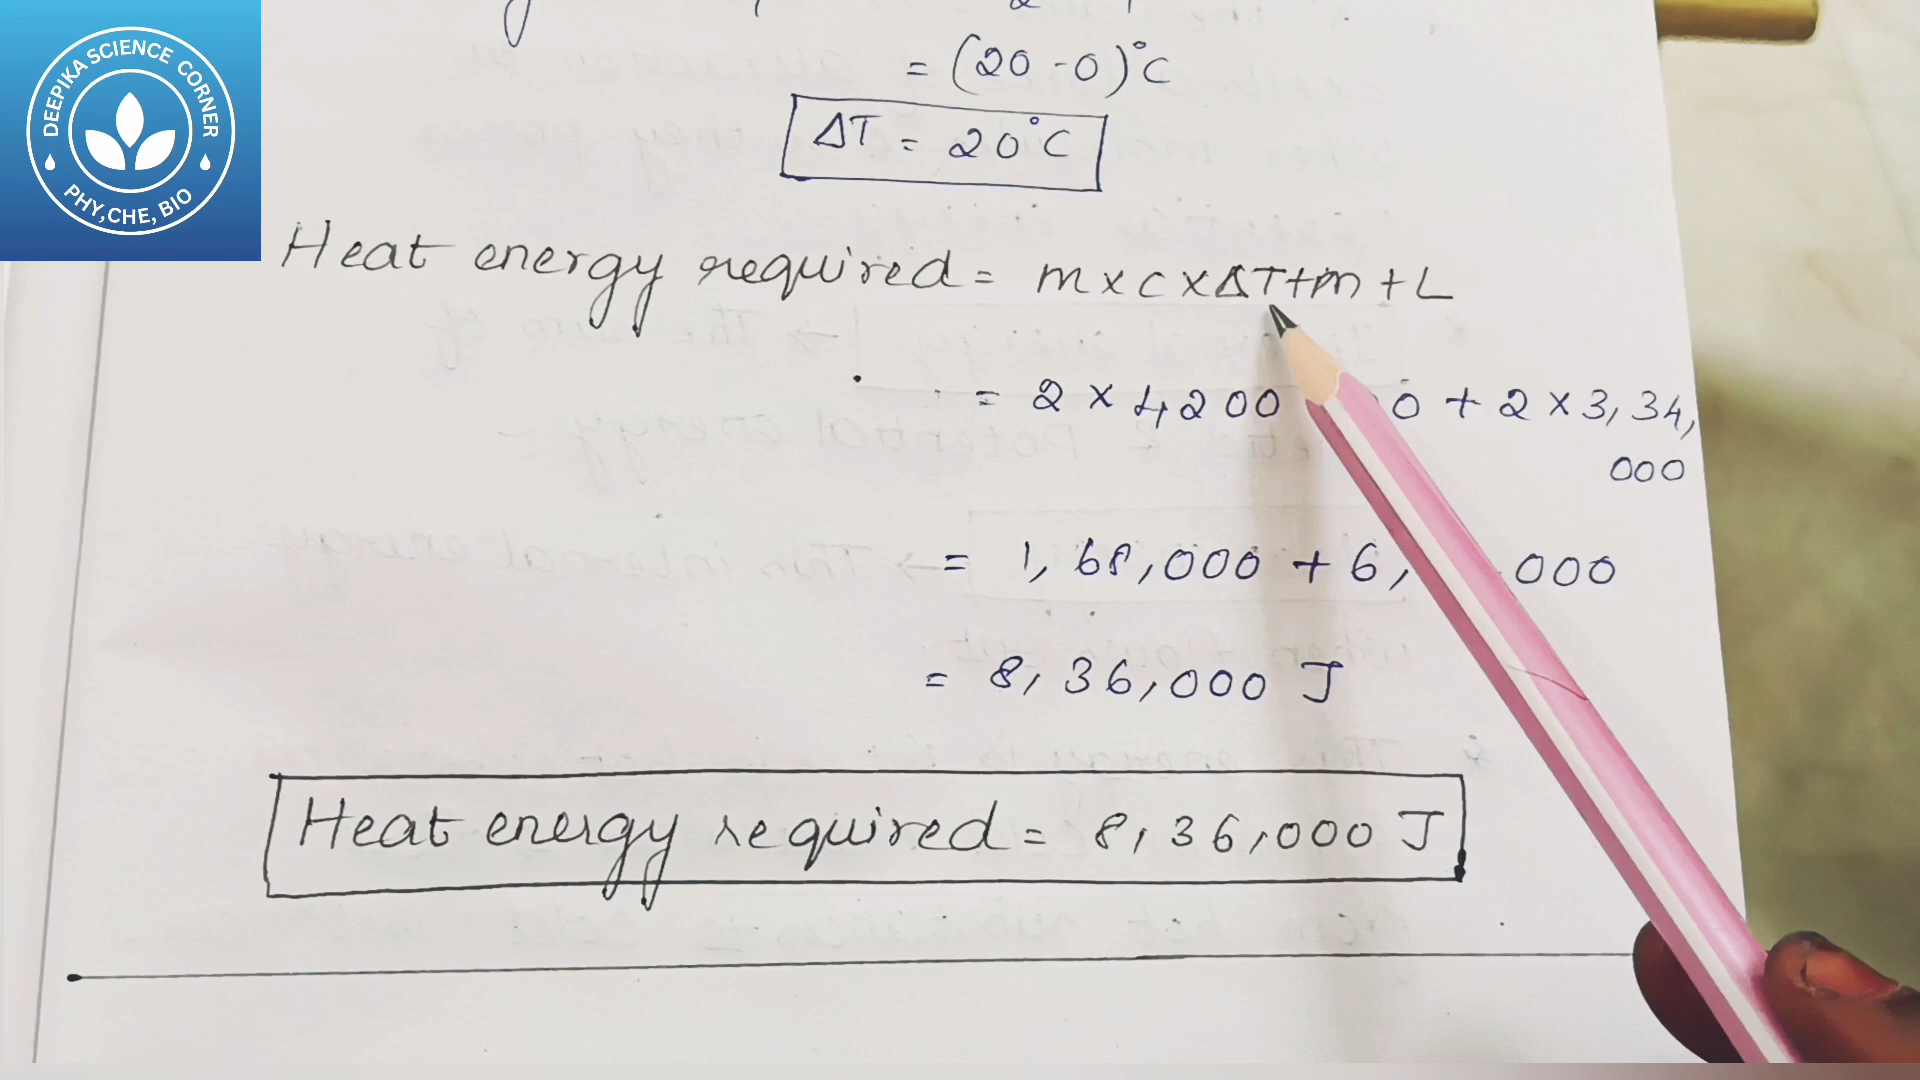 DEEPIKA SCIENCE CORNER
PHY,CHE, BIO
= (20 - 0)°C
ΔT = 20°C
Heat energy required = m x c x ΔT + m + L
= 2 x 4200 0 + 2 x 3,34,
000
= 1,68,000 + 6, ,000
= 8,36,000 J
Heat energy required = 8,36,000 J